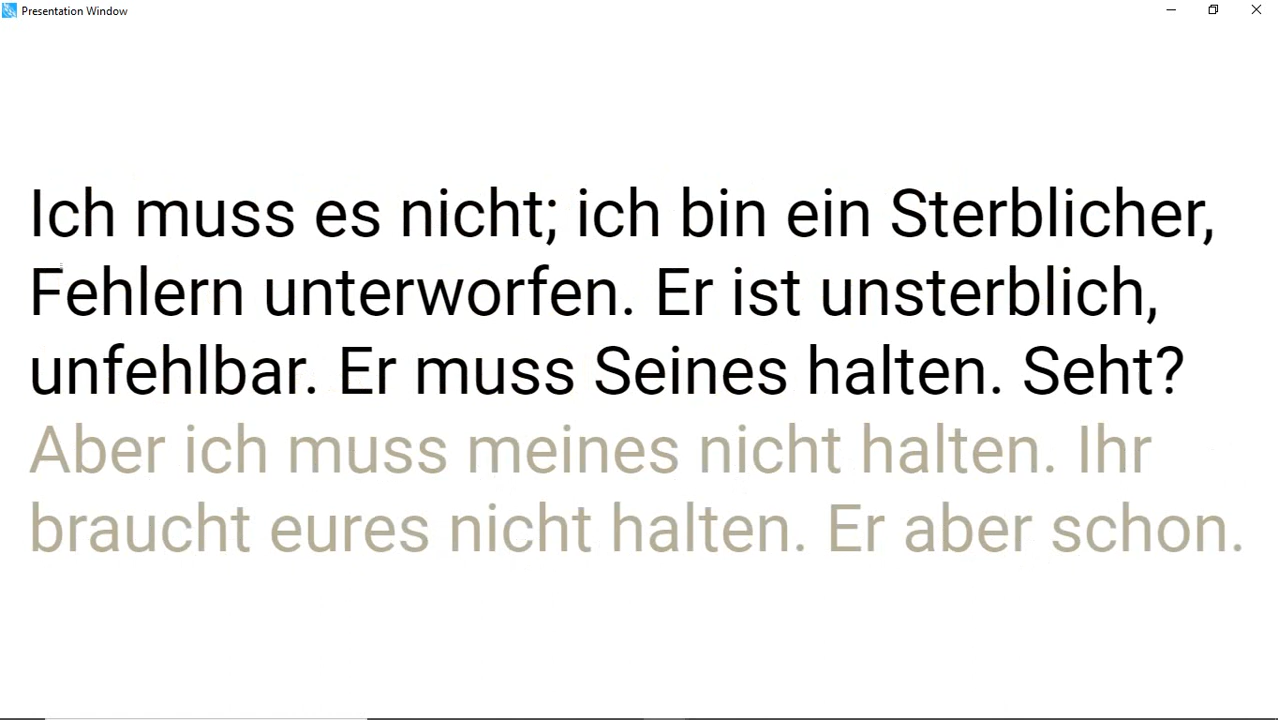 Presentation Window
Ich muss es nicht; ich bin ein Sterblicher,
Fehlern unterworfen. Er ist unsterblich,
unfehlbar. Er muss Seines halten. Seht?
Aber ich muss meines nicht halten. Ihr
braucht eures nicht halten. Er aber schon.